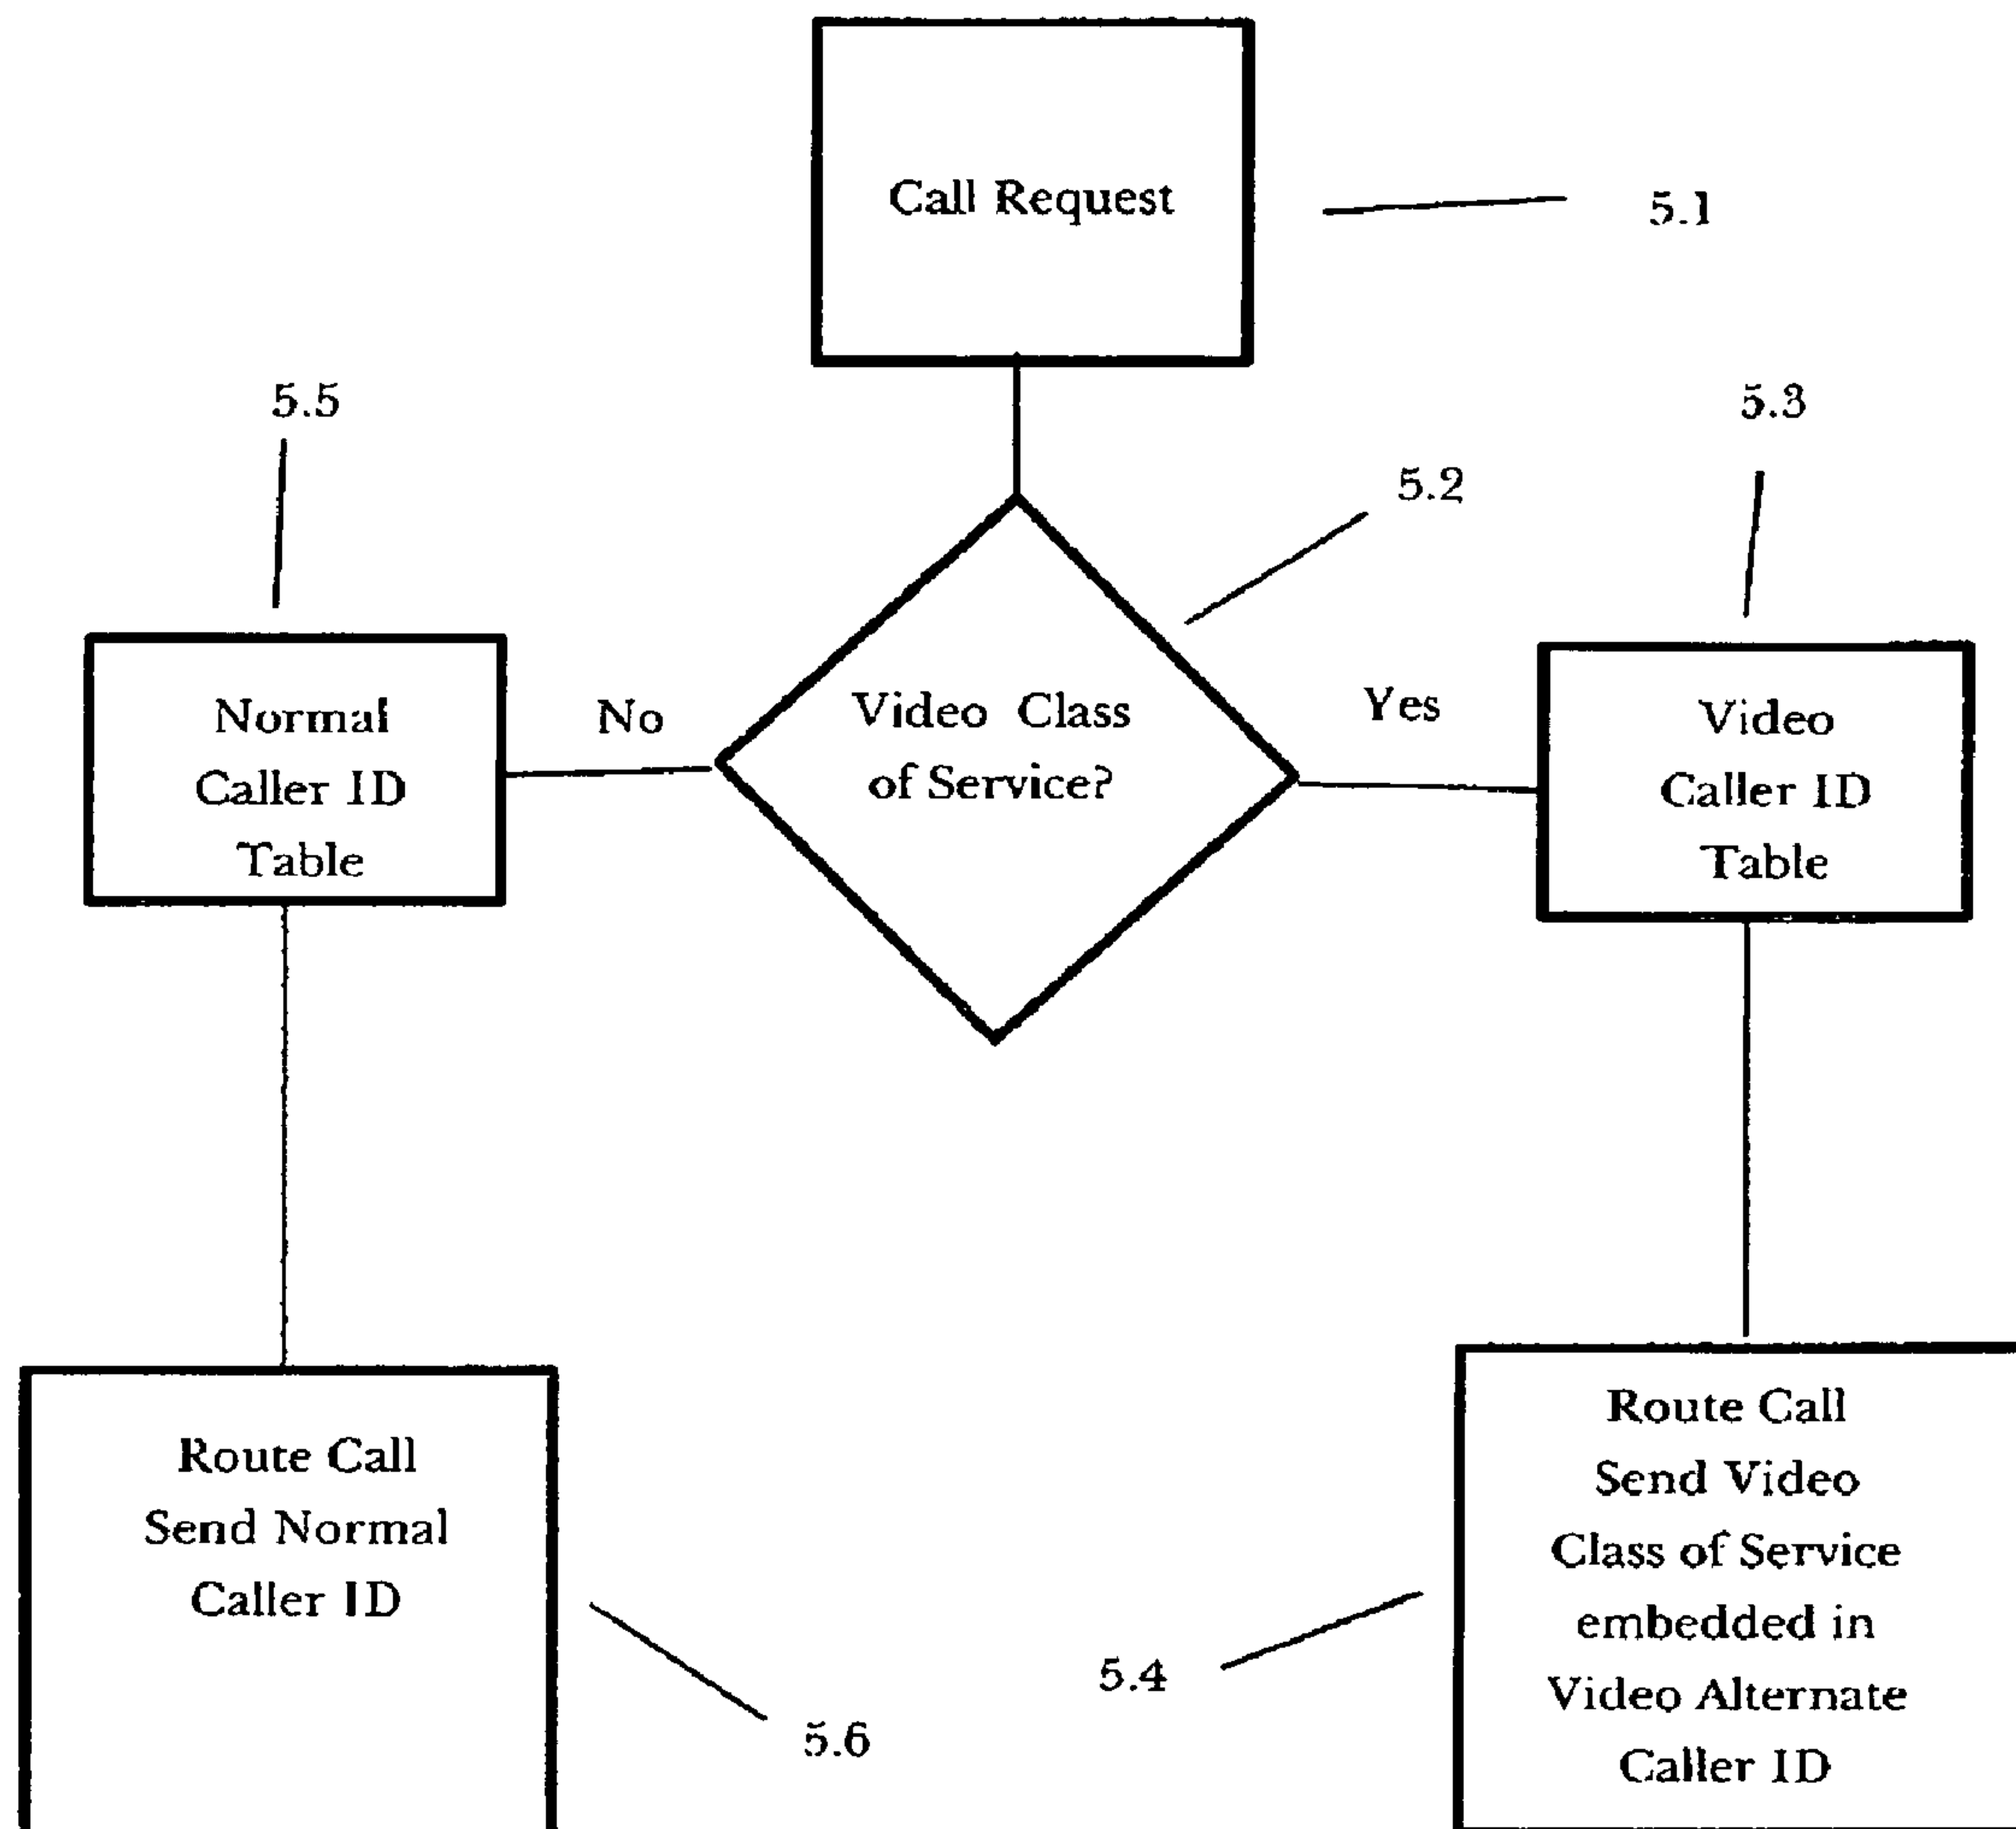 Call Request
5.1
5.5
5.3
5.2
Normal
Caller ID
Table
No
Video Class
of Service?
Yes
Video
Caller ID
Table
Route Call
Send Normal
Caller ID
5.6
5.4
Route Call
Send Video
Class of Service
embedded in
Video Alternate
Caller ID